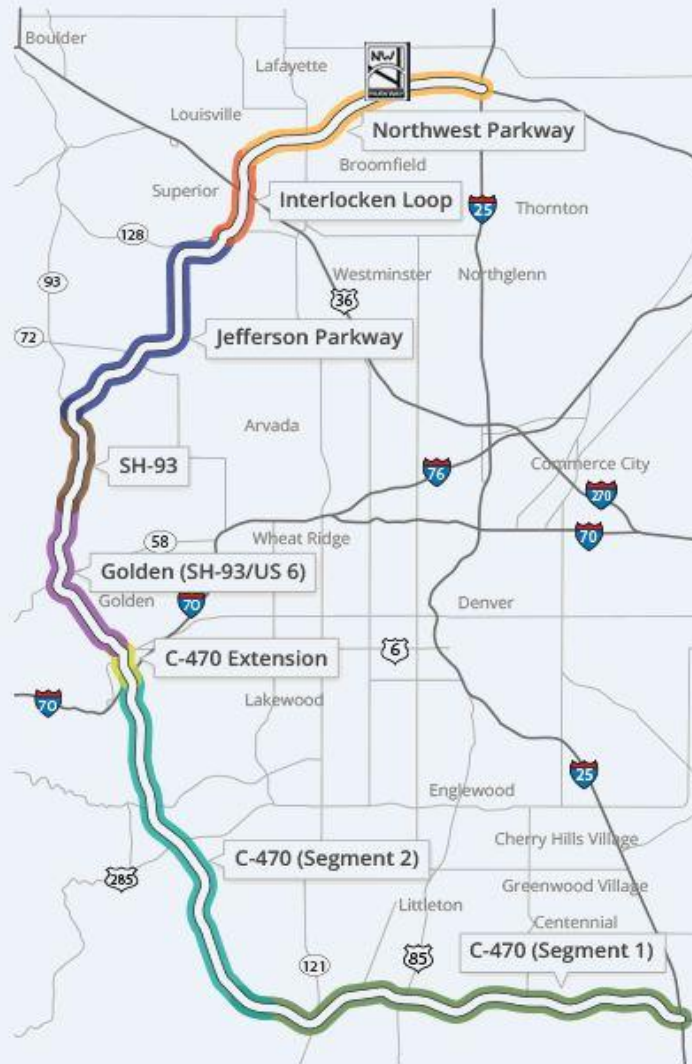 Boulder
Lafayette
NW
Louisville
Northwest Parkway
Broomfield
Superior
Interlocken Loop
25
Thornton
128
Westminster
Northglenn
93
36
72
Jefferson Parkway
Arvada
SH-93
76
Commerce City
270
58
Wheat Ridge
70
Golden (SH-93/US 6)
Golden
70
Denver
6
C-470 Extension
70
Lakewood
25
Englewood
Cherry Hills Village
C-470 (Segment 2)
285
Greenwood Village
Littleton
Centennial
C-470 (Segment 1)
85
121